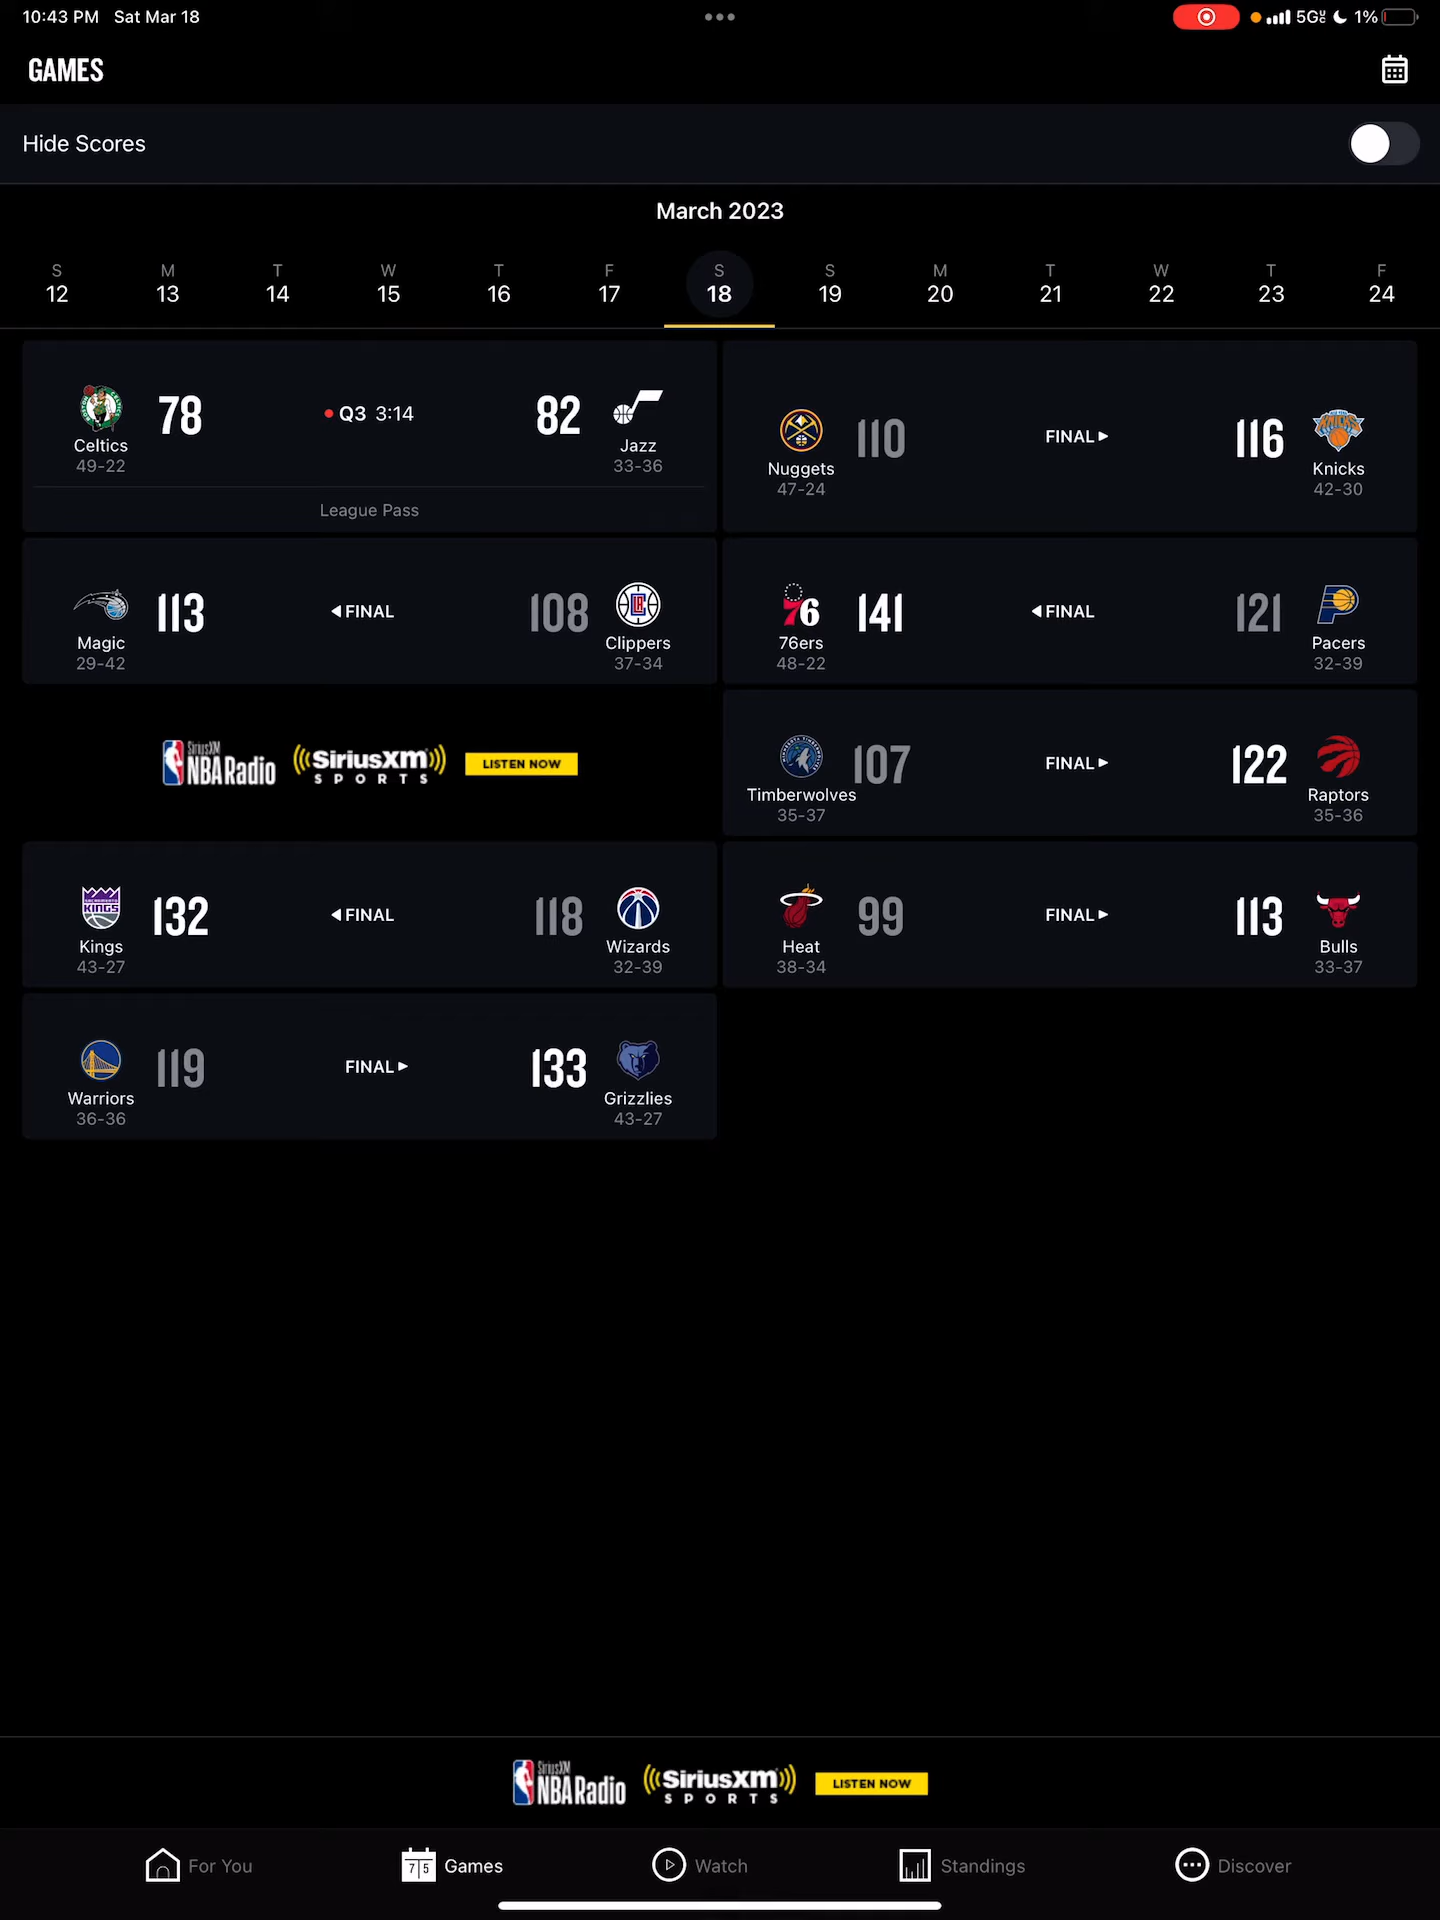 10:43 PM Sat Mar 18
5G 1%
GAMES
Hide Scores
March 2023
S M T W T F S S M T W T F
12 13 14 15 16 17 18 19 20 21 22 23 24
78 Q3 3:14 82
Celtics Jazz
49-22 33-36
League Pass
110 FINAL 116
Nuggets Knicks
47-24 42-30
113 FINAL 108
Magic Clippers
29-42 37-34
76 141 FINAL 121
76ers Pacers
48-22 32-39
SiriusXM
NBA Radio SiriusXM LISTEN NOW
SPORTS
107 FINAL 122
Timberwolves Raptors
35-37 35-36
KINGS 132 FINAL 118
Kings Wizards
43-27 32-39
99 FINAL 113
Heat Bulls
38-34 33-37
119 FINAL 133
Warriors Grizzlies
36-36 43-27
SiriusXM
NBA Radio SiriusXM LISTEN NOW
SPORTS
For You 75 Games Watch Standings Discover